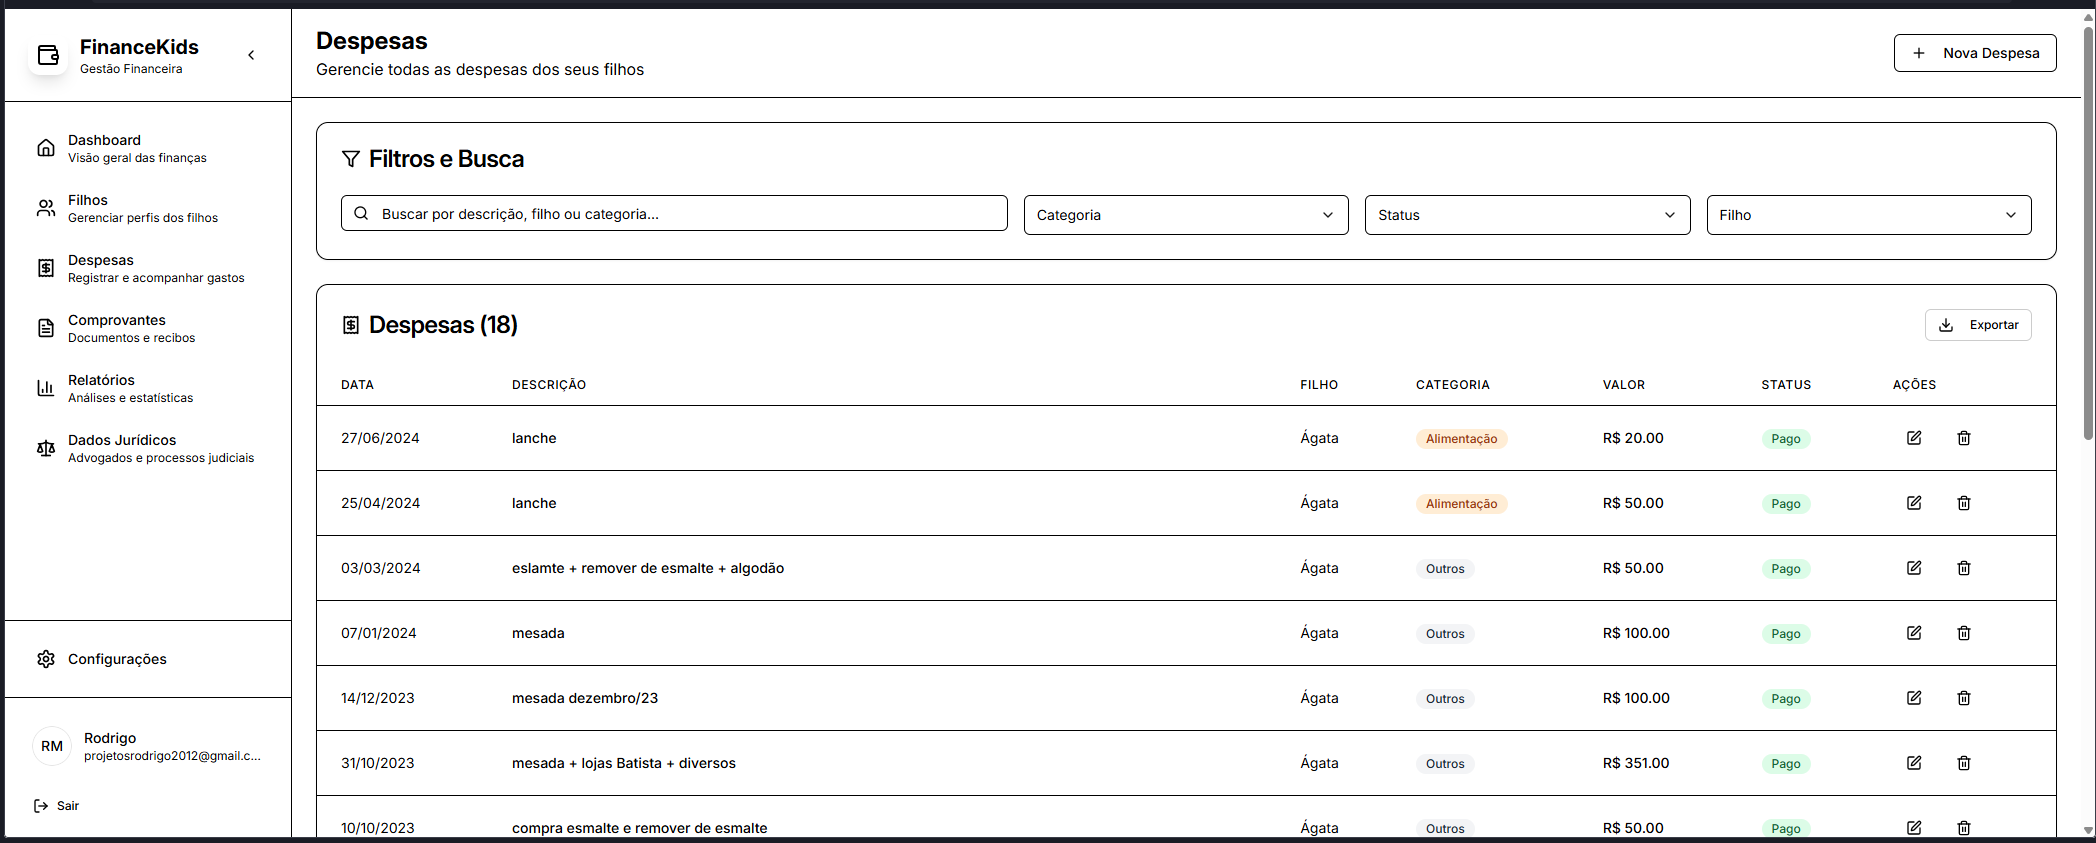 FinanceKids
Gestão Financeira
Dashboard
Visão geral das finanças
Filhos
Gerenciar perfis dos filhos
Despesas
Registrar e acompanhar gastos
Comprovantes
Documentos e recibos
Relatórios
Análises e estatísticas
Dados Jurídicos
Advogados e processos judiciais
Configurações
RM
Rodrigo
projetosrodrigo2012@gmail.c...
Sair
Despesas
Gerencie todas as despesas dos seus filhos
Nova Despesa
Filtros e Busca
Buscar por descrição, filho ou categoria...
Categoria
Status
Filho
Despesas (18)
Exportar
DATA DESCRIÇÃO FILHO CATEGORIA VALOR STATUS AÇÕES
27/06/2024 lanche Ágata Alimentação R$ 20.00 Pago
25/04/2024 lanche Ágata Alimentação R$ 50.00 Pago
03/03/2024 eslamte + remover de esmalte + algodão Ágata Outros R$ 50.00 Pago
07/01/2024 mesada Ágata Outros R$ 100.00 Pago
14/12/2023 mesada dezembro/23 Ágata Outros R$ 100.00 Pago
31/10/2023 mesada + lojas Batista + diversos Ágata Outros R$ 351.00 Pago
10/10/2023 compra esmalte e remover de esmalte Ágata Outros R$ 50.00 Pago